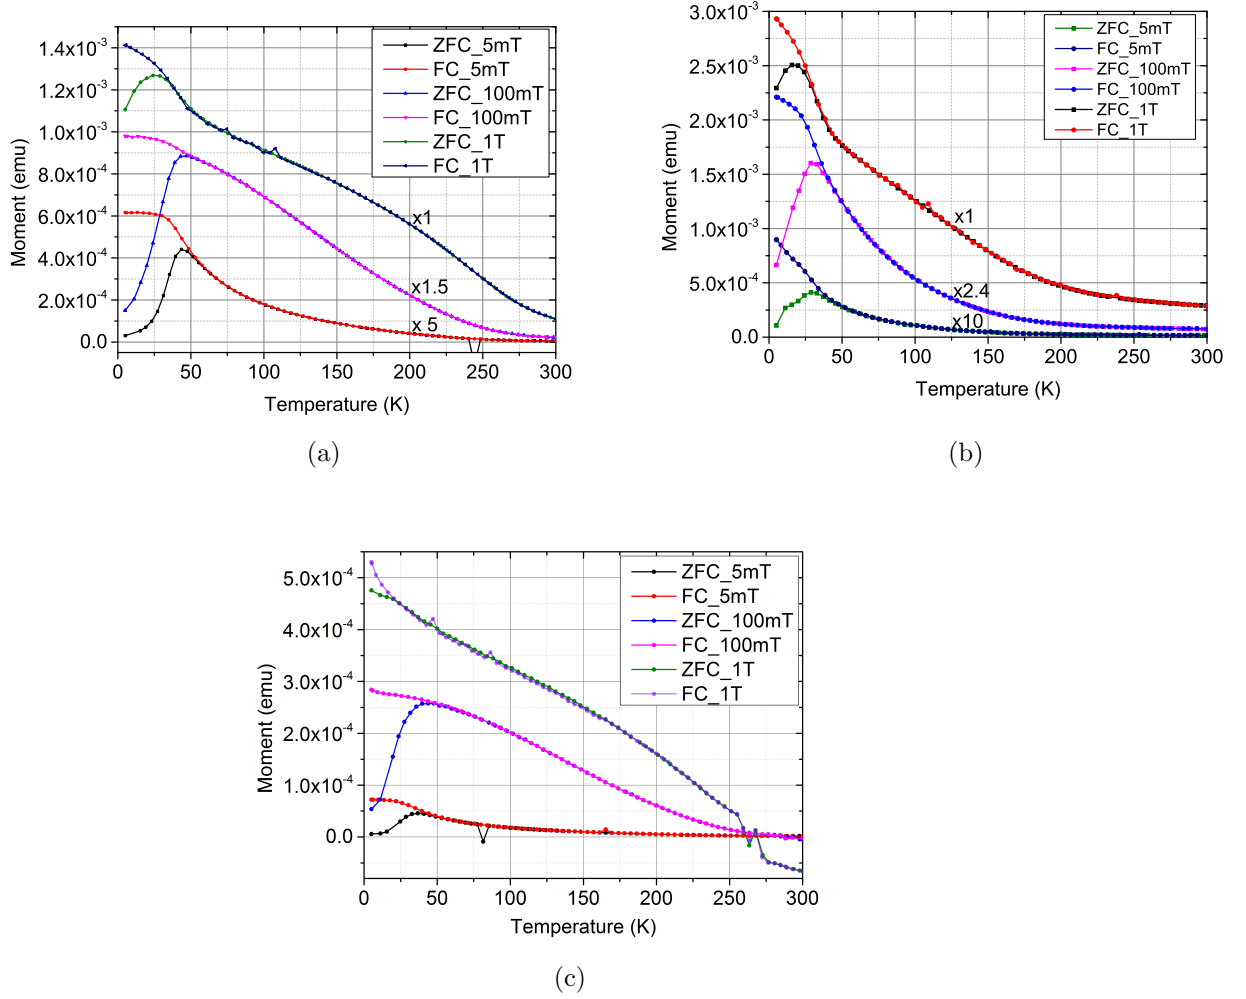 1.4x10-3
1.2x10-3
1.0x10-3
8.0x10-4
6.0x10-4
4.0x10-4
2.0x10-4
0.0
Moment (emu)
ZFC_5mT
FC_5mT
ZFC_100mT
FC_100mT
ZFC_1T
FC_1T
x1
x1.5
x 5
0 50 100 150 200 250 300
Temperature (K)
(a)
3.0x10-3
2.5x10-3
2.0x10-3
1.5x10-3
1.0x10-3
5.0x10-4
0.0
Moment (emu)
ZFC_5mT
FC_5mT
ZFC_100mT
FC_100mT
ZFC_1T
FC_1T
x1
x2.4
x10
0 50 100 150 200 250 300
Temperature (K)
(b)
5.0x10-4
4.0x10-4
3.0x10-4
2.0x10-4
1.0x10-4
0.0
Moment (emu)
ZFC_5mT
FC_5mT
ZFC_100mT
FC_100mT
ZFC_1T
FC_1T
0 50 100 150 200 250 300
Temperature (K)
(c)